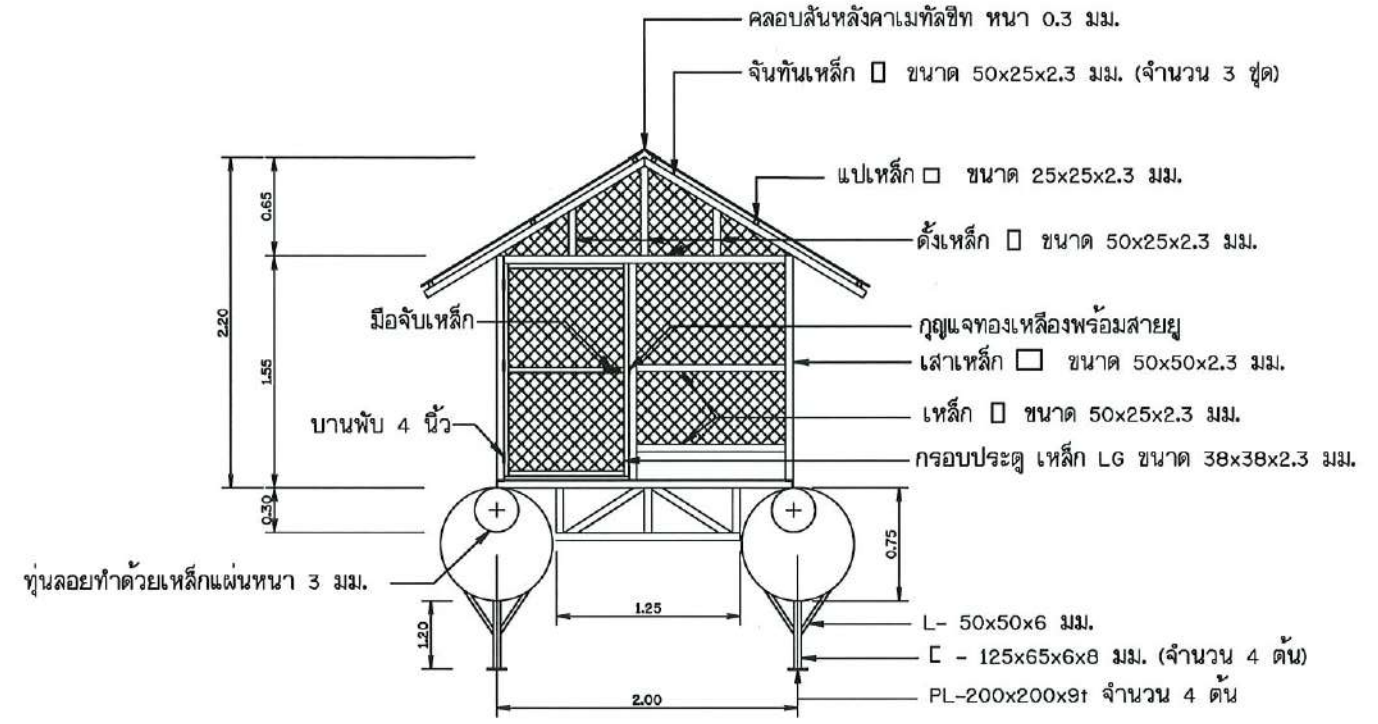 คลอบสันหลังคาเมทัลชีท หนา 0.3 มม.
จันทันเหล็ก ขนาด 50x25x2.3 มม. (จำนวน 3 ชุด)
แปเหล็ก ขนาด 25x25x2.3 มม.
ดั้งเหล็ก ขนาด 50x25x2.3 มม.
มือจับเหล็ก
กุญแจทองเหลืองพร้อมสายยู
เสาเหล็ก ขนาด 50x50x2.3 มม.
เหล็ก ขนาด 50x25x2.3 มม.
บานพับ 4 นิ้ว
กรอบประตู เหล็ก LG ขนาด 38x38x2.3 มม.
ทุ่นลอยทำด้วยเหล็กแผ่นหนา 3 มม.
L- 50x50x6 มม.
[ - 125x65x6x8 มม. (จำนวน 4 ต้น)
PL-200x200x9t จำนวน 4 ต้น
2.20
0.65
1.55
0.30
0.75
1.25
1.20
2.00